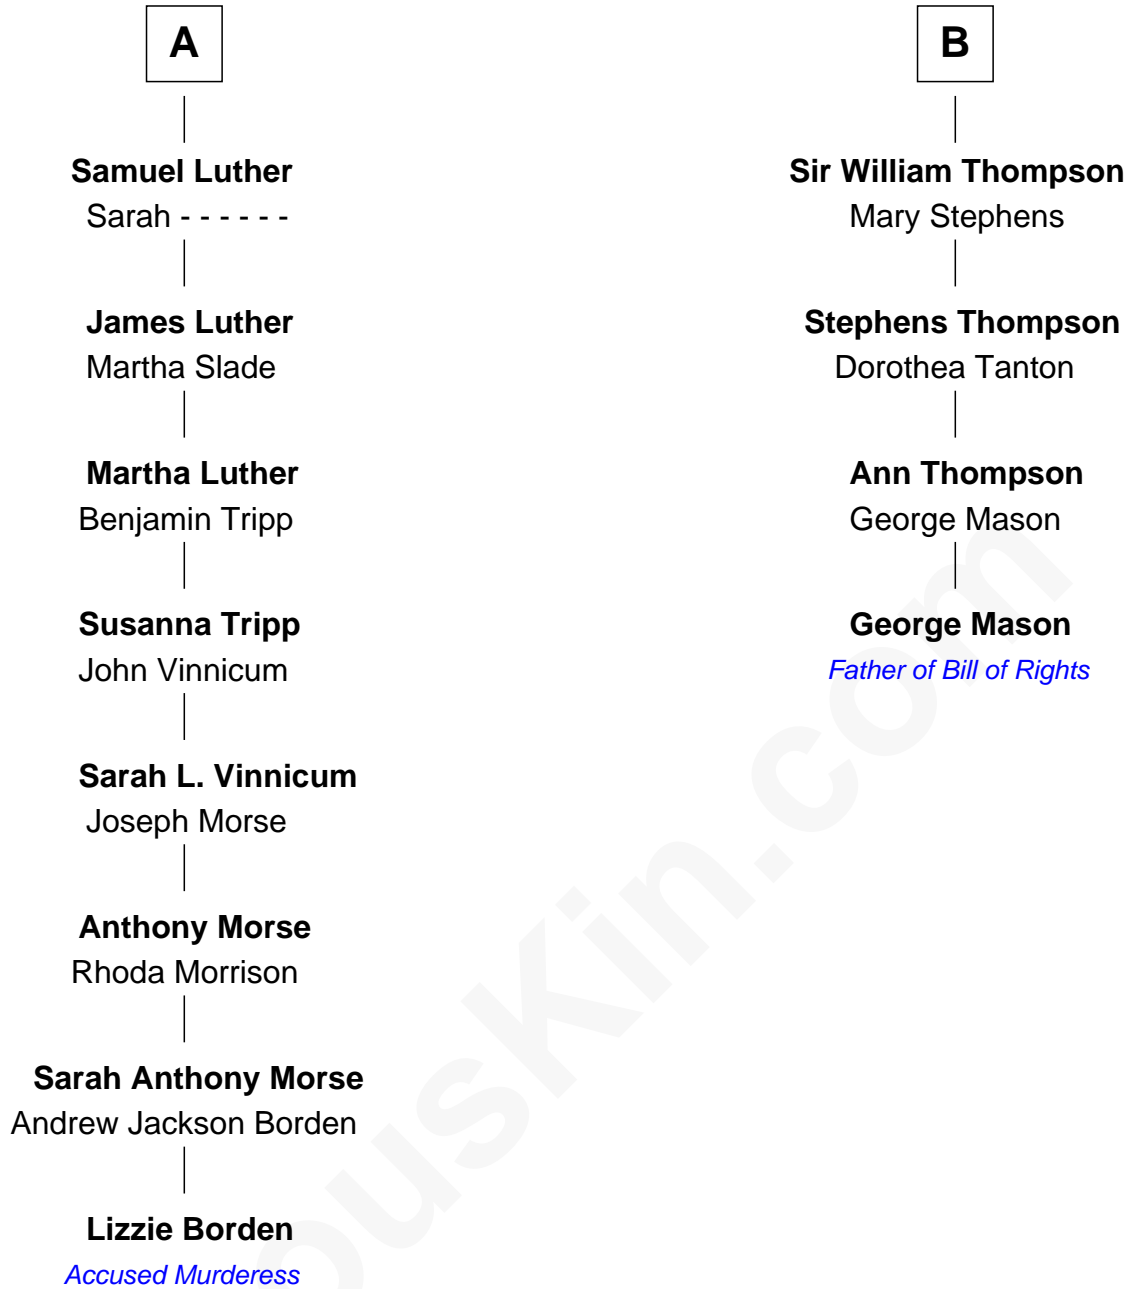 A
Samuel Luther
Sarah - - - - - -
James Luther
Martha Slade
Martha Luther
Benjamin Tripp
Susanna Tripp
John Vinnicum
Sarah L. Vinnicum
Joseph Morse
Anthony Morse
Rhoda Morrison
Sarah Anthony Morse
Andrew Jackson Borden
Lizzie Borden
Accused Murderess
B
Sir William Thompson
Mary Stephens
Stephens Thompson
Dorothea Tanton
Ann Thompson
George Mason
George Mason
Father of Bill of Rights
ousKin.com